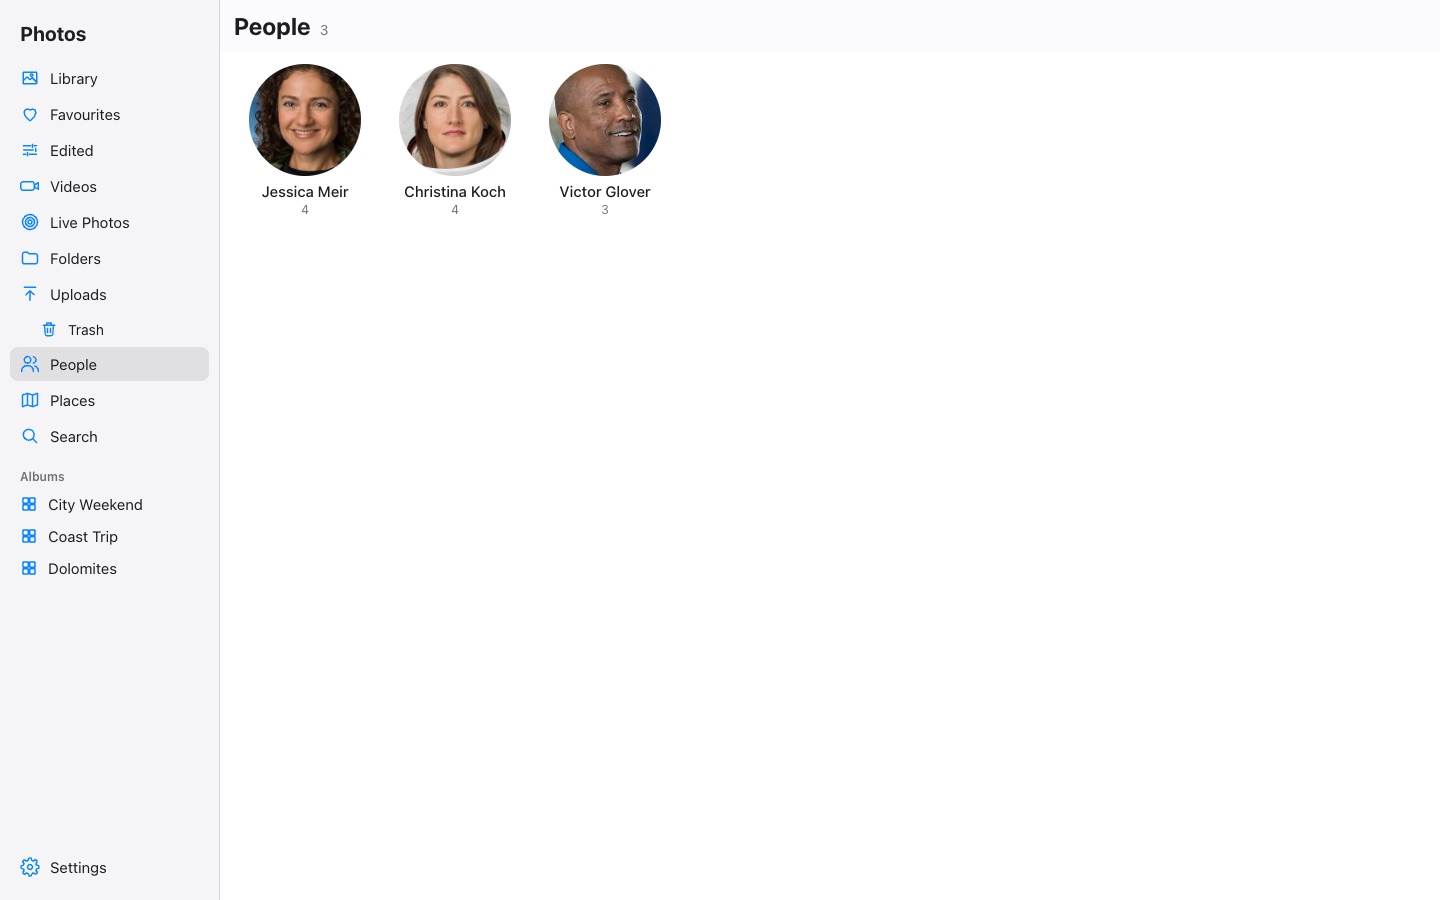 Photos
Library
Favourites
Edited
Videos
Live Photos
Folders
Uploads
Trash
People
Places
Search
Albums
City Weekend
Coast Trip
Dolomites
Settings
People 3
Jessica Meir
4
Christina Koch
4
Victor Glover
3